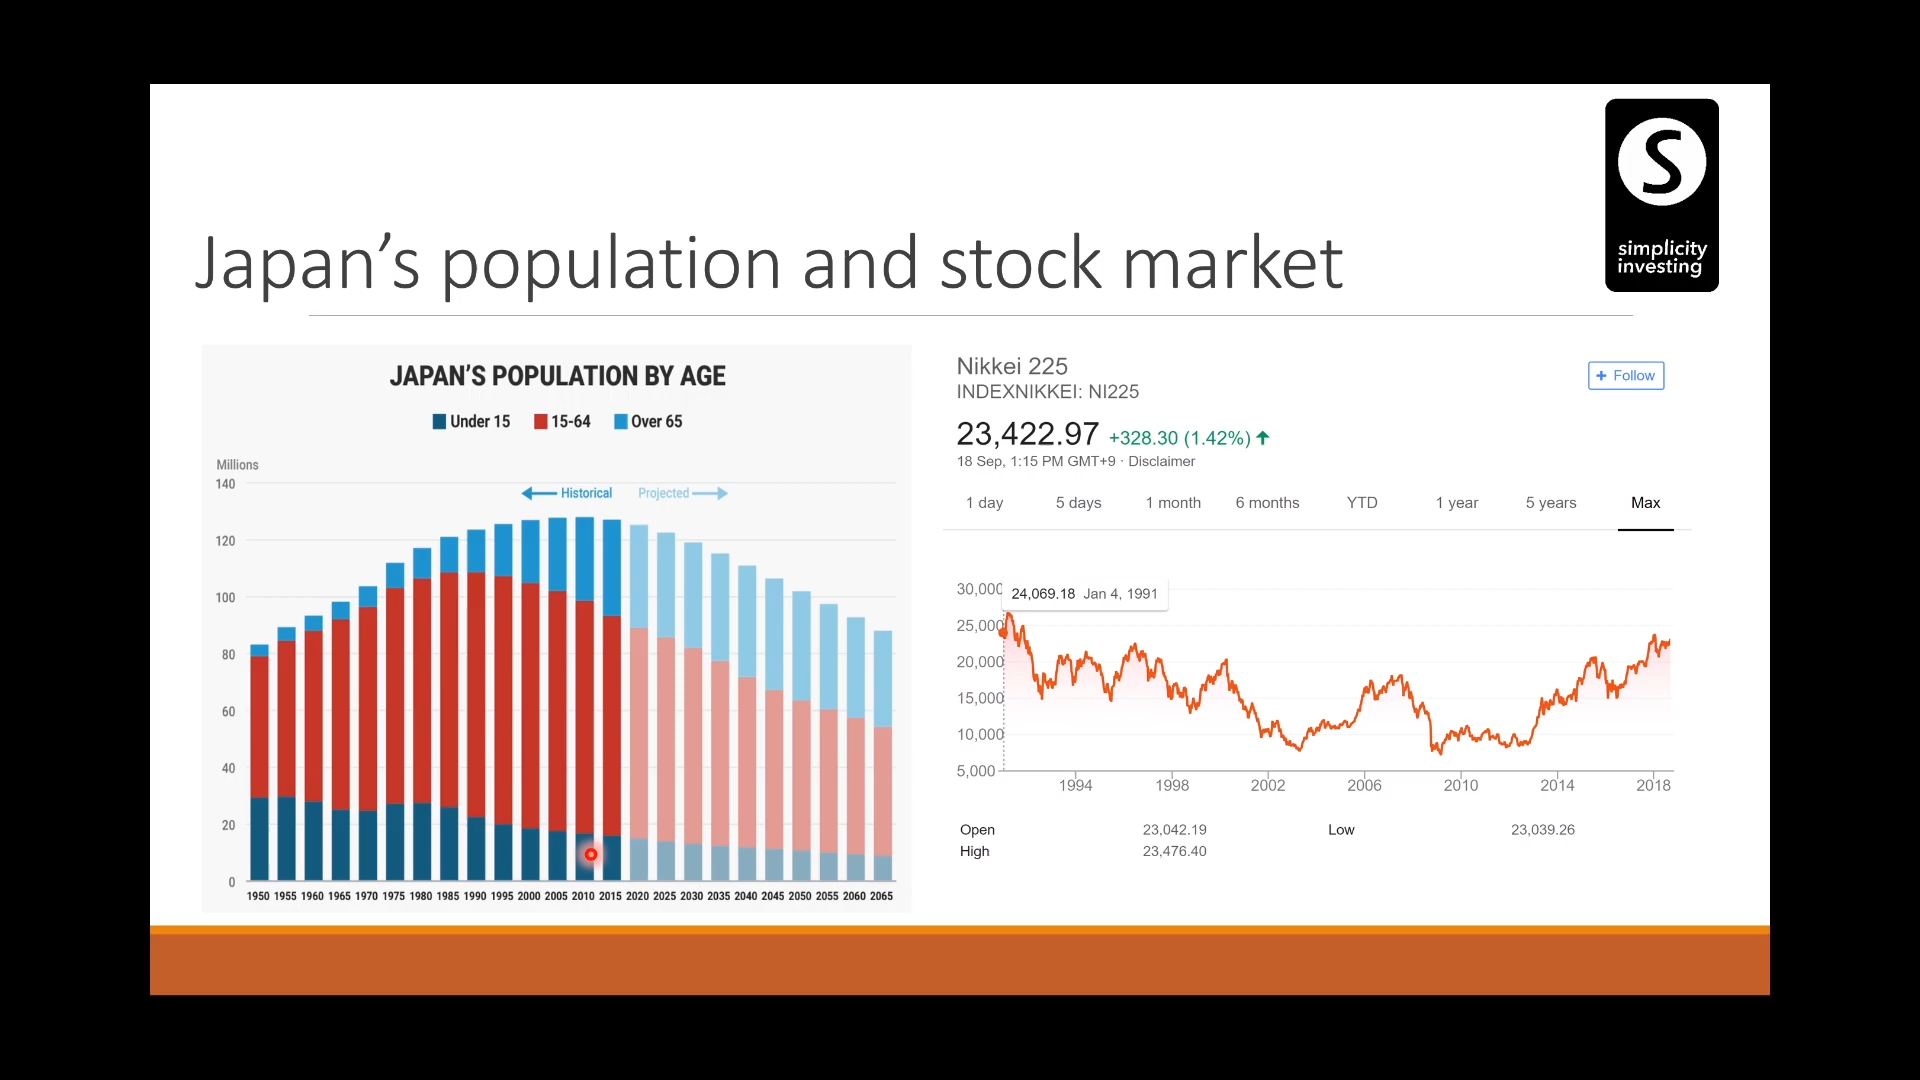 S
simplicity
investing
Japan’s population and stock market
JAPAN’S POPULATION BY AGE
Under 15 15-64 Over 65
Millions
140
Historical Projected
120
100
80
60
40
20
0
1950 1955 1960 1965 1970 1975 1980 1985 1990 1995 2000 2005 2010 2015 2020 2025 2030 2035 2040 2045 2050 2055 2060 2065
Nikkei 225
INDEXNIKKEI: NI225
+ Follow
23,422.97 +328.30 (1.42%)
18 Sep, 1:15 PM GMT+9 · Disclaimer
1 day 5 days 1 month 6 months YTD 1 year 5 years Max
30,000
24,069.18 Jan 4, 1991
25,000
20,000
15,000
10,000
5,000
1994 1998 2002 2006 2010 2014 2018
Open 23,042.19 Low 23,039.26
High 23,476.40